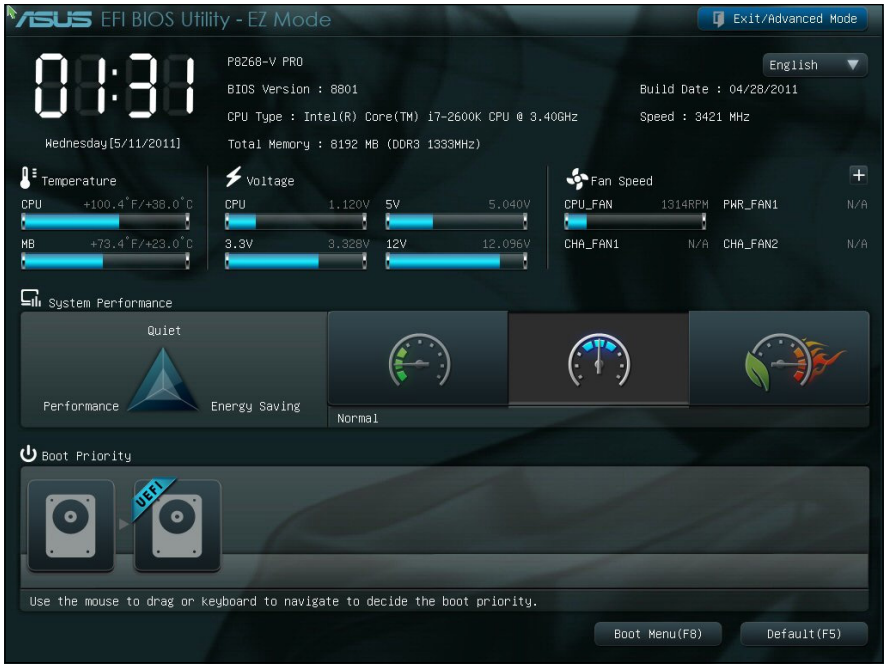 ASUS EFI BIOS Utility - EZ Mode
Exit/Advanced Mode
01:31
Wednesday[5/11/2011]
P8Z68-V PRO
English
BIOS Version : 8801
Build Date : 04/28/2011
CPU Type : Intel(R) Core(TM) i7-2600K CPU @ 3.40GHz
Speed : 3421 MHz
Total Memory : 8192 MB (DDR3 1333MHz)
Temperature
CPU +100.4°F/+38.0°C
MB +73.4°F/+23.0°C
Voltage
CPU 1.120V 5V 5.040V
3.3V 3.328V 12V 12.096V
Fan Speed
CPU_FAN 1314RPM PWR_FAN1 N/A
CHA_FAN1 N/A CHA_FAN2 N/A
System Performance
Quiet
Performance
Energy Saving
Normal
Boot Priority
UEFI
Use the mouse to drag or keyboard to navigate to decide the boot priority.
Boot Menu(F8)
Default(F5)